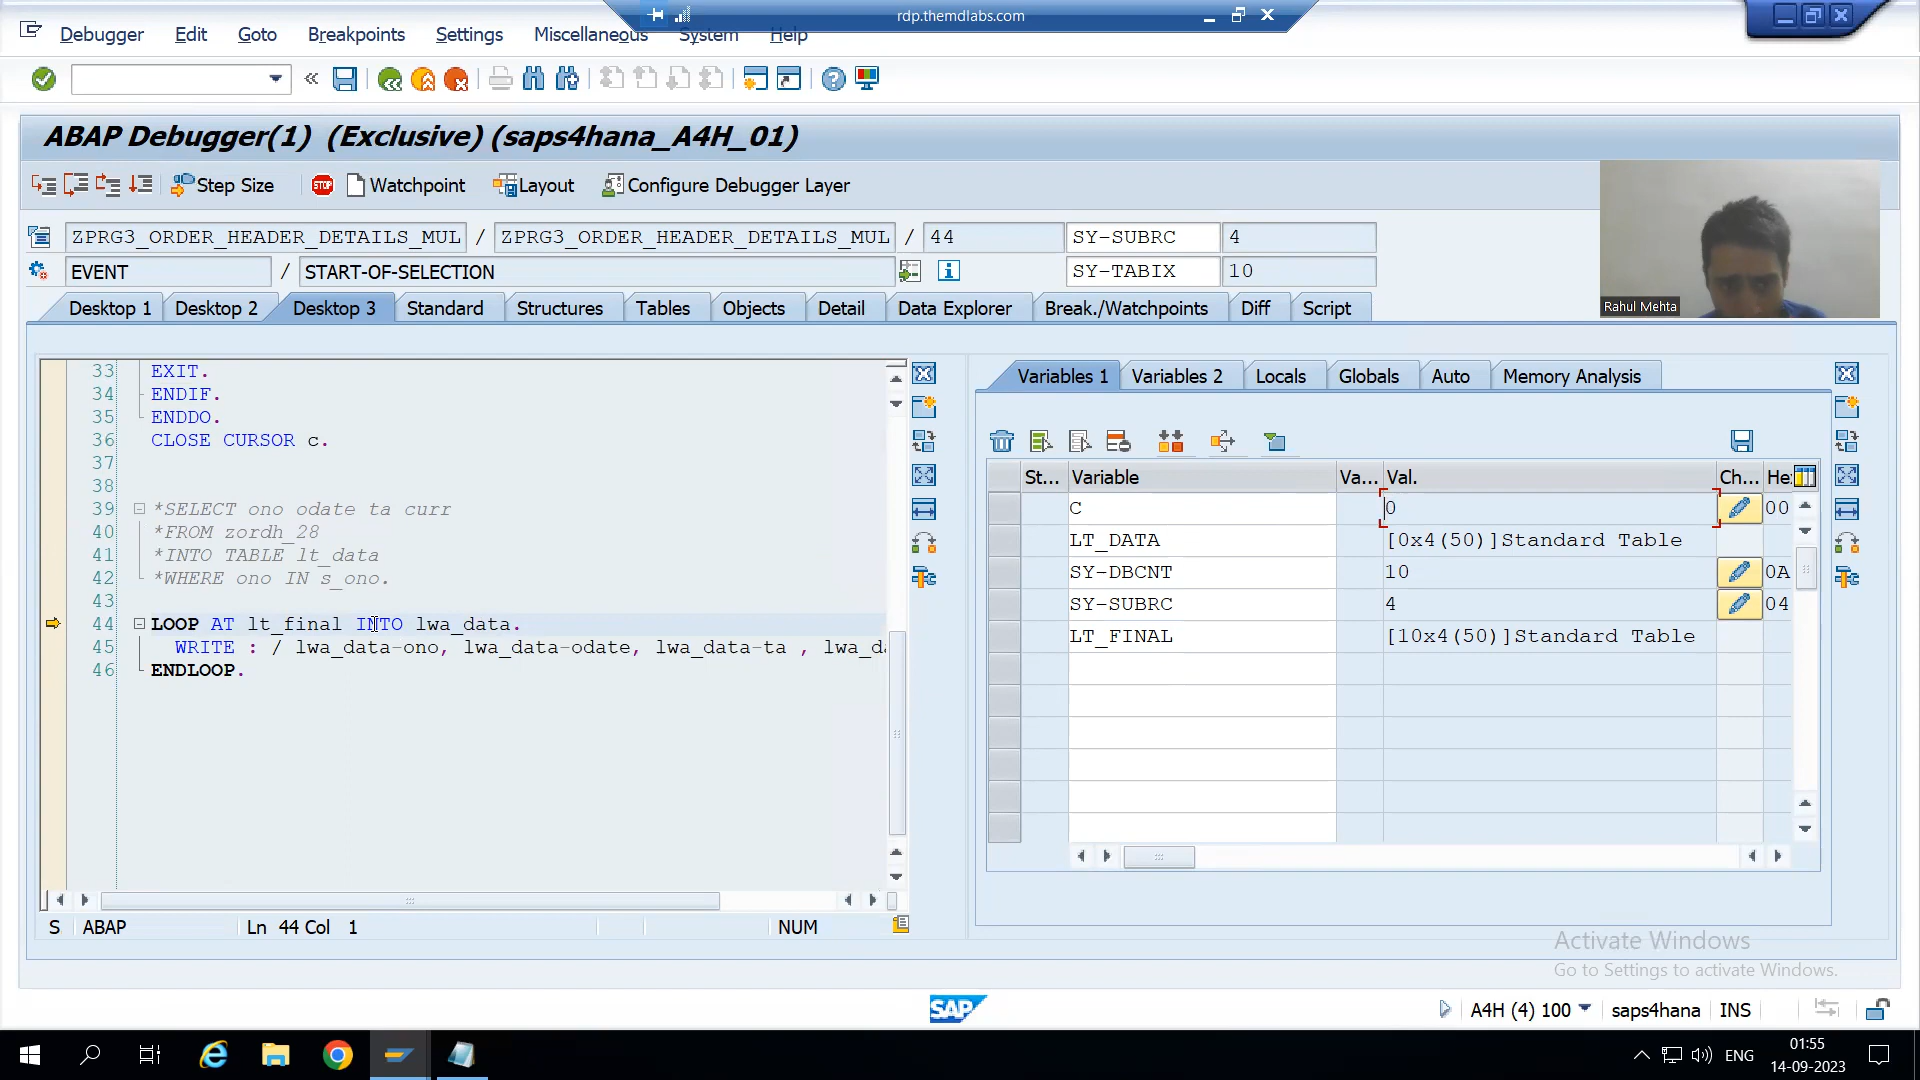 rdp.themdlabs.com
Debugger Edit Goto Breakpoints Settings Miscellaneous System Help
ABAP Debugger(1) (Exclusive) (saps4hana_A4H_01)
Step Size STOP Watchpoint Layout Configure Debugger Layer
ZPRG3_ORDER_HEADER_DETAILS_MUL / ZPRG3_ORDER_HEADER_DETAILS_MUL / 44 SY-SUBRC 4
EVENT / START-OF-SELECTION SY-TABIX 10
Rahul Mehta
Desktop 1 Desktop 2 Desktop 3 Standard Structures Tables Objects Detail Data Explorer Break./Watchpoints Diff Script
33 EXIT.
34 ENDIF.
35 ENDDO.
36 CLOSE CURSOR c.
37
38
39 *SELECT ono odate ta curr
40 *FROM zordh_28
41 *INTO TABLE lt_data
42 *WHERE ono IN s_ono.
43
44 LOOP AT lt_final INTO lwa_data.
45 WRITE : / lwa_data-ono, lwa_data-odate, lwa_data-ta , lwa_da
46 ENDLOOP.
S ABAP Ln 44 Col 1 NUM
Variables 1 Variables 2 Locals Globals Auto Memory Analysis
St... Variable Va... Val. Ch... He
C 0 00
LT_DATA [0x4(50)]Standard Table
SY-DBCNT 10 0A
SY-SUBRC 4 04
LT_FINAL [10x4(50)]Standard Table
Activate Windows
Go to Settings to activate Windows.
SAP A4H (4) 100 saps4hana INS
ENG 01:55
14-09-2023